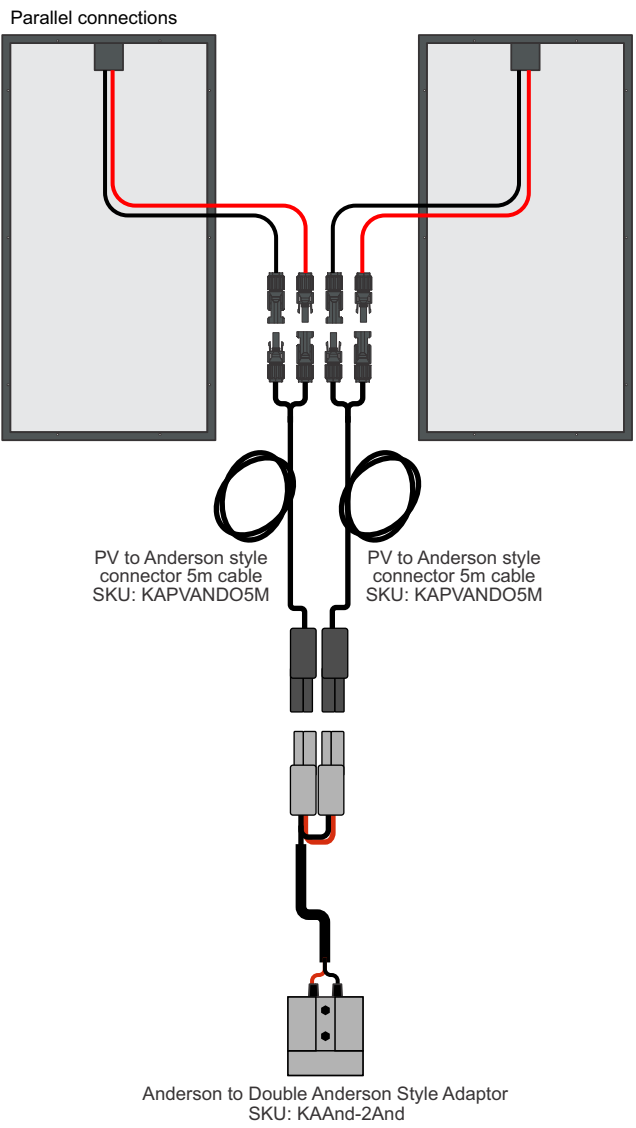 Parallel connections
PV to Anderson style
connector 5m cable
SKU: KAPVANDO5M
PV to Anderson style
connector 5m cable
SKU: KAPVANDO5M
Anderson to Double Anderson Style Adaptor
SKU: KAAnd-2And